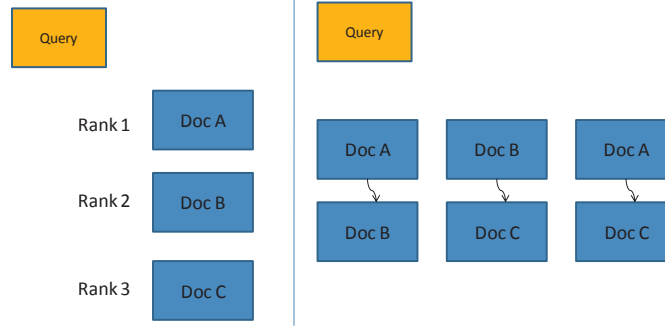 Query
Rank 1 Doc A
Rank 2 Doc B
Rank 3 Doc C
Query
Doc A Doc B Doc A
Doc B Doc C Doc C